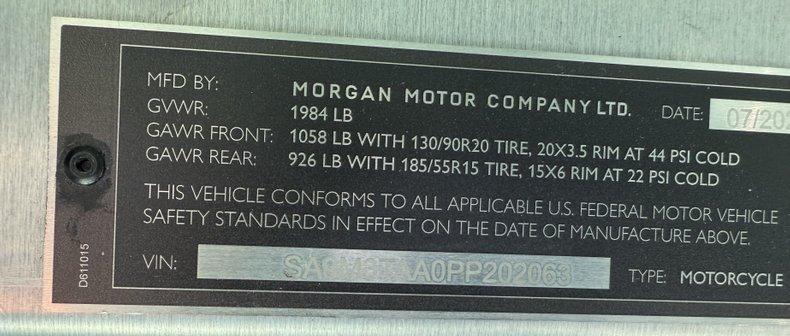 MFD BY: MORGAN MOTOR COMPANY LTD. DATE:
GVWR: 1984 LB
GAWR FRONT: 1058 LB WITH 130/90R20 TIRE, 20X3.5 RIM AT 44 PSI COLD
GAWR REAR: 926 LB WITH 185/55R15 TIRE, 15X6 RIM AT 22 PSI COLD
THIS VEHICLE CONFORMS TO ALL APPLICABLE U.S. FEDERAL MOTOR VEHICLE
SAFETY STANDARDS IN EFFECT ON THE DATE OF MANUFACTURE ABOVE.
VIN: TYPE: MOTORCYCLE
D611015